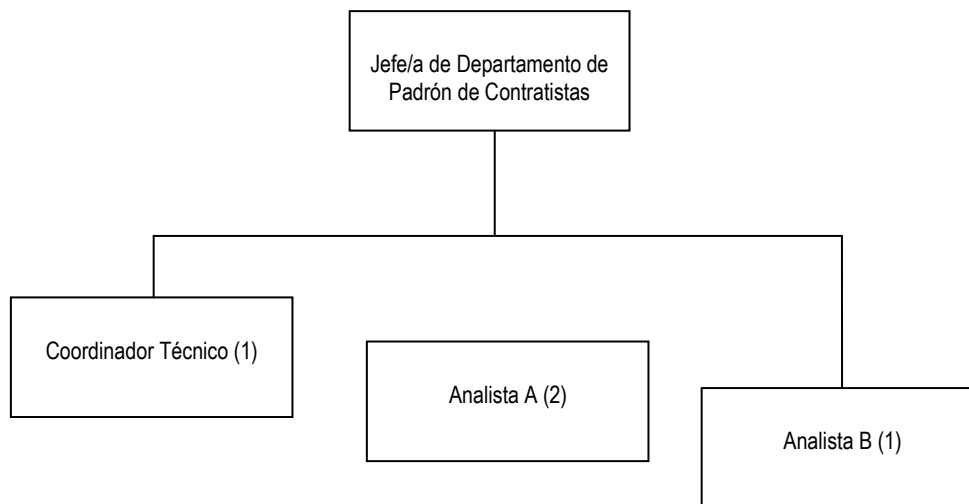 Jefe/a de Departamento de
Padrón de Contratistas
Coordinador Técnico (1)
Analista A (2)
Analista B (1)